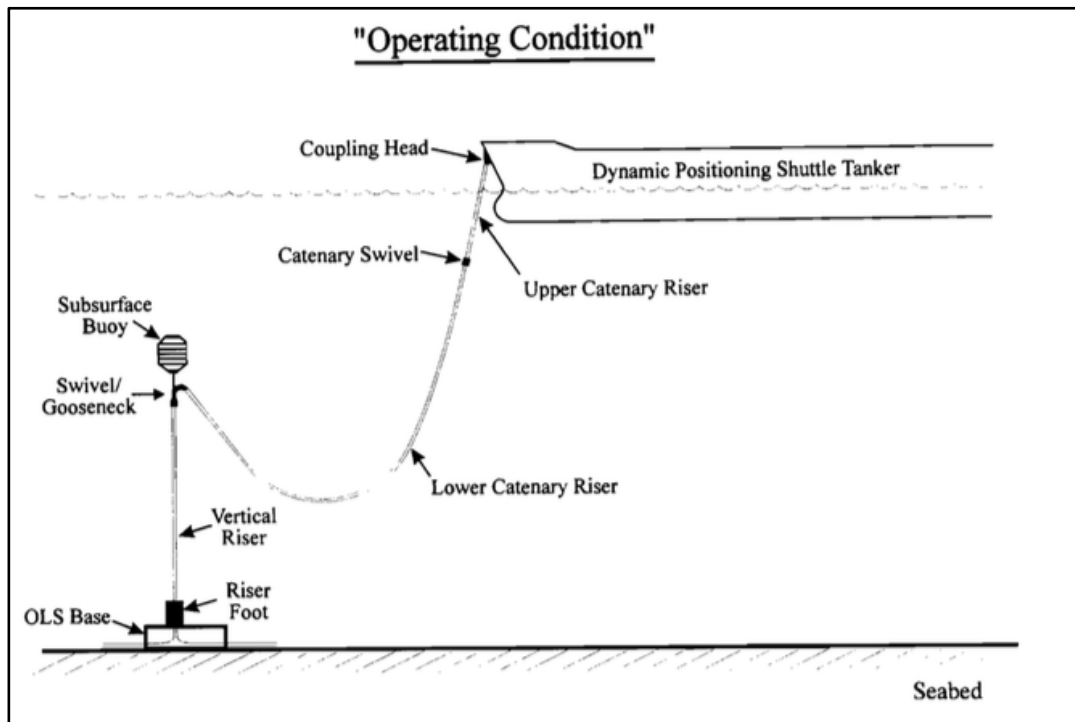 "Operating Condition"
Coupling Head
Dynamic Positioning Shuttle Tanker
Catenary Swivel
Upper Catenary Riser
Subsurface
Buoy
Swivel/
Gooseneck
Lower Catenary Riser
Vertical
Riser
Riser
Foot
OLS Base
Seabed